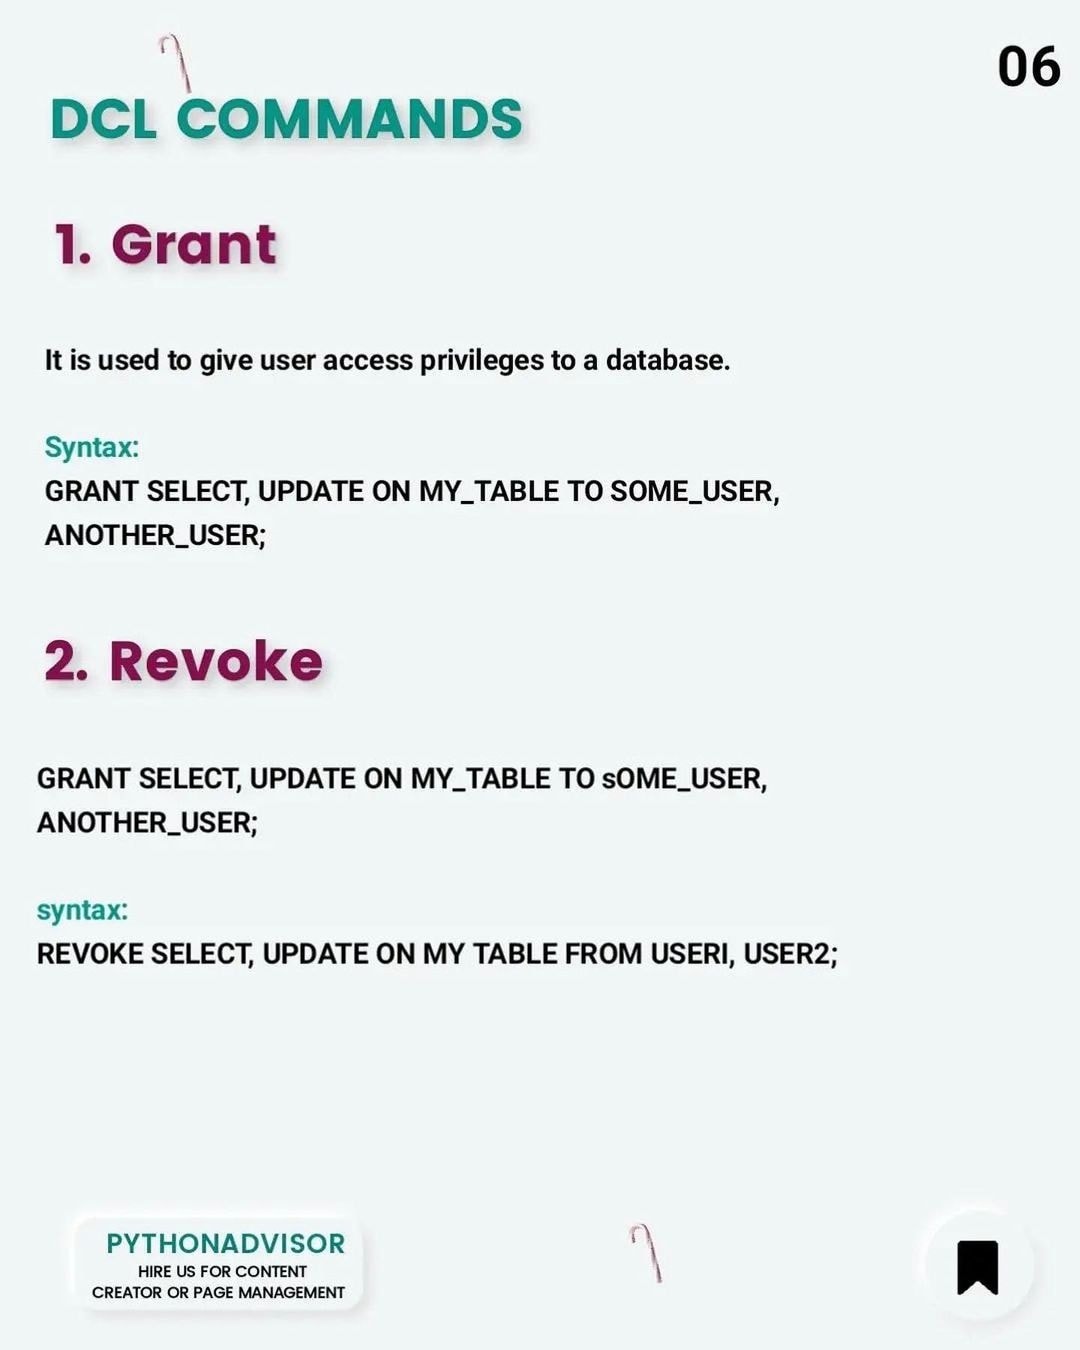 06
DCL COMMANDS
1. Grant
It is used to give user access privileges to a database.
Syntax:
GRANT SELECT, UPDATE ON MY_TABLE TO SOME_USER,
ANOTHER_USER;
2. Revoke
GRANT SELECT, UPDATE ON MY_TABLE TO sOME_USER,
ANOTHER_USER;
syntax:
REVOKE SELECT, UPDATE ON MY TABLE FROM USERI, USER2;
PYTHONADVISOR
HIRE US FOR CONTENT
CREATOR OR PAGE MANAGEMENT